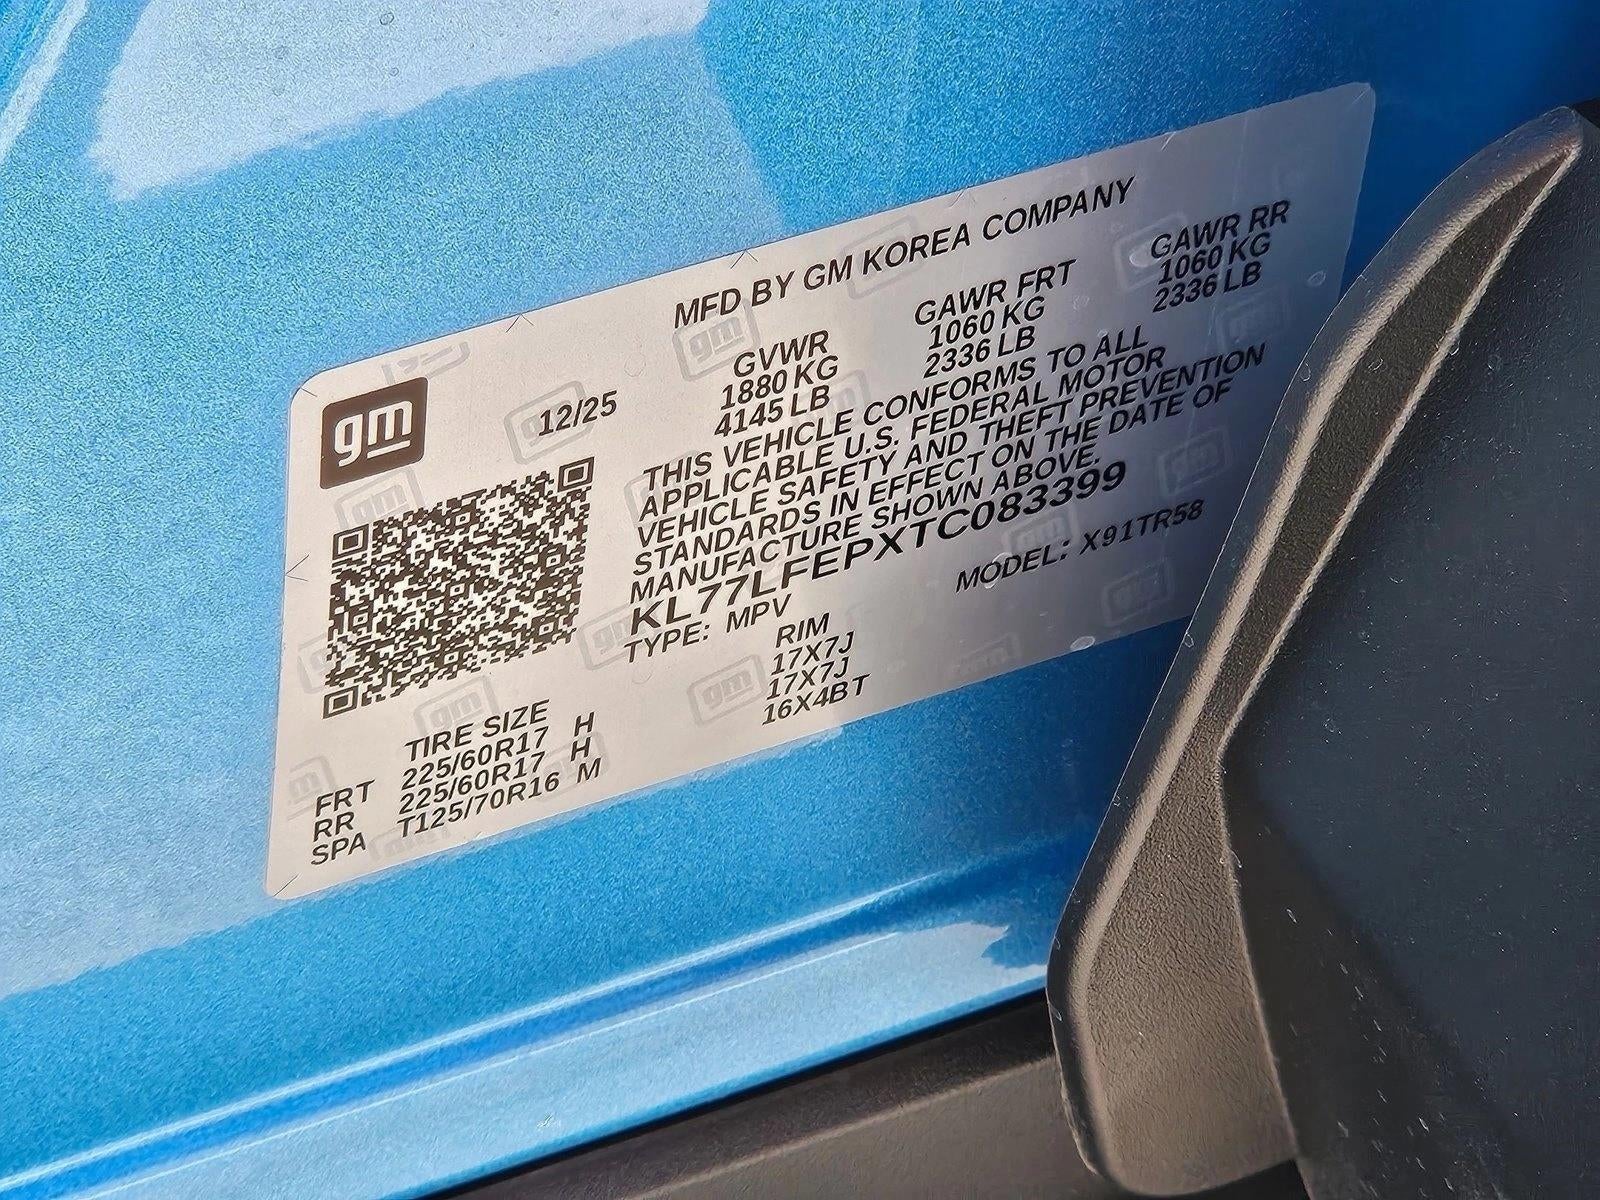 MFD BY GM KOREA COMPANY
gm
12/25
GVWR GAWR FRT GAWR RR
1880 KG 1060 KG 1060 KG
4145 LB 2336 LB 2336 LB
THIS VEHICLE CONFORMS TO ALL
APPLICABLE U.S. FEDERAL MOTOR
VEHICLE SAFETY AND THEFT PREVENTION
STANDARDS IN EFFECT ON THE DATE OF
MANUFACTURE SHOWN ABOVE.
KL77LFEPXTC083399
TYPE: MPV MODEL: X91TR58
TIRE SIZE RIM
FRT 225/60R17 H 17X7J
RR 225/60R17 H 17X7J
SPA T125/70R16 M 16X4BT